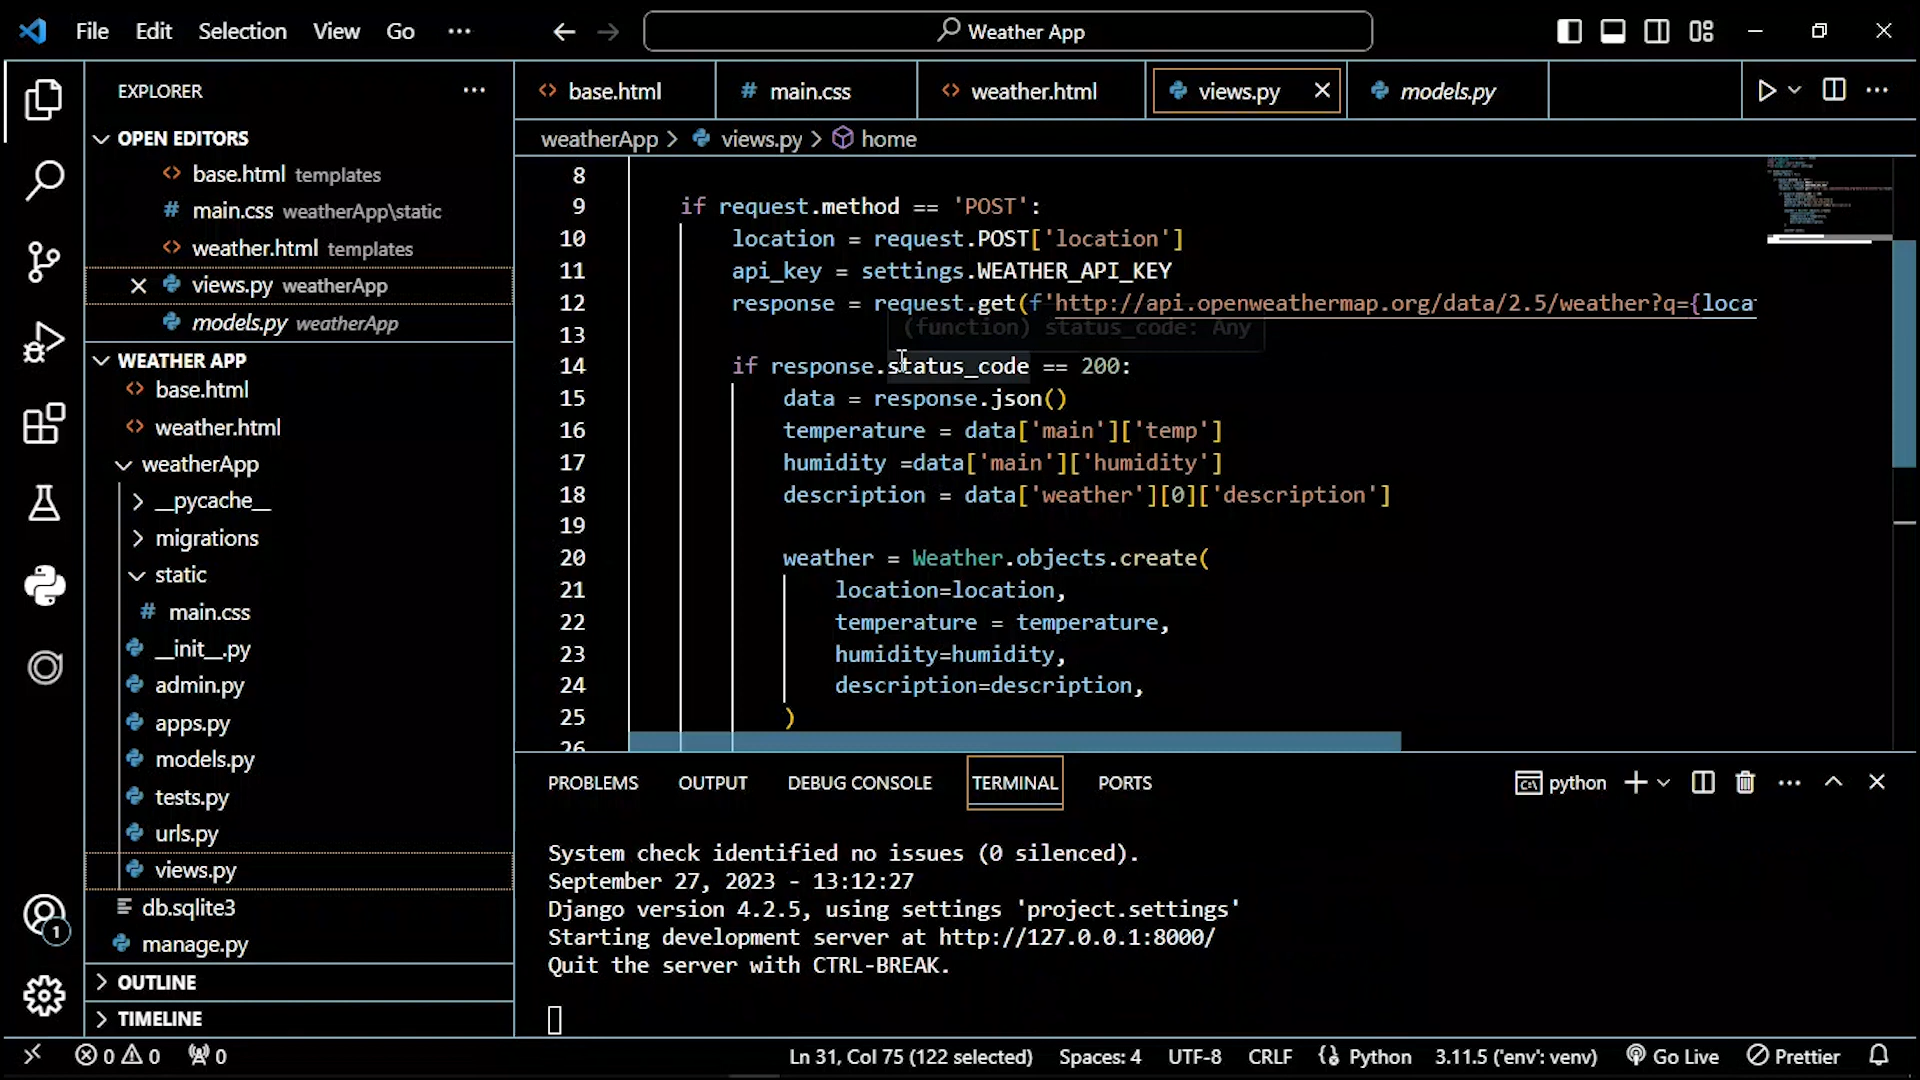 File Edit Selection View Go ··· Weather App
EXPLORER ···
OPEN EDITORS
base.html templates
main.css weatherApp\static
weather.html templates
views.py weatherApp
models.py weatherApp
WEATHER APP
base.html
weather.html
weatherApp
__pycache__
migrations
static
main.css
__init__.py
admin.py
apps.py
models.py
tests.py
urls.py
views.py
db.sqlite3
manage.py
OUTLINE
TIMELINE
1
base.html # main.css weather.html views.py models.py
weatherApp > views.py > home
8
9 if request.method == 'POST':
10 location = request.POST['location']
11 api_key = settings.WEATHER_API_KEY
12 response = request.get(f'http://api.openweathermap.org/data/2.5/weather?q={loca
(function) status_code: Any
13
14 if response.status_code == 200:
15 data = response.json()
16 temperature = data['main']['temp']
17 humidity =data['main']['humidity']
18 description = data['weather'][0]['description']
19
20 weather = Weather.objects.create(
21 location=location,
22 temperature = temperature,
23 humidity=humidity,
24 description=description,
25 )
26
PROBLEMS OUTPUT DEBUG CONSOLE TERMINAL PORTS python
System check identified no issues (0 silenced).
September 27, 2023 - 13:12:27
Django version 4.2.5, using settings 'project.settings'
Starting development server at http://127.0.0.1:8000/
Quit the server with CTRL-BREAK.
0 0 0 Ln 31, Col 75 (122 selected) Spaces: 4 UTF-8 CRLF Python 3.11.5 ('env': venv) Go Live Prettier